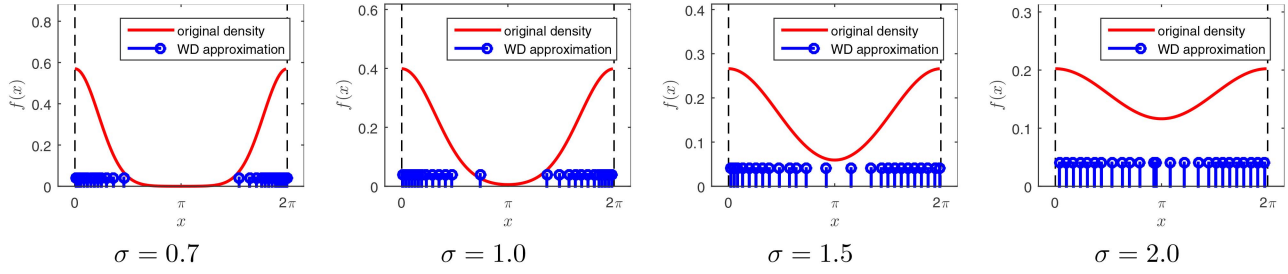 0.8
0.6
0.4
0.2
0
f(x)
original density
WD approximation
0
π
2π
x
σ = 0.7
0.6
0.4
0.2
0
f(x)
original density
WD approximation
0
π
2π
x
σ = 1.0
0.4
0.3
0.2
0.1
0
f(x)
original density
WD approximation
0
π
2π
x
σ = 1.5
0.3
0.2
0.1
0
f(x)
original density
WD approximation
0
π
2π
x
σ = 2.0